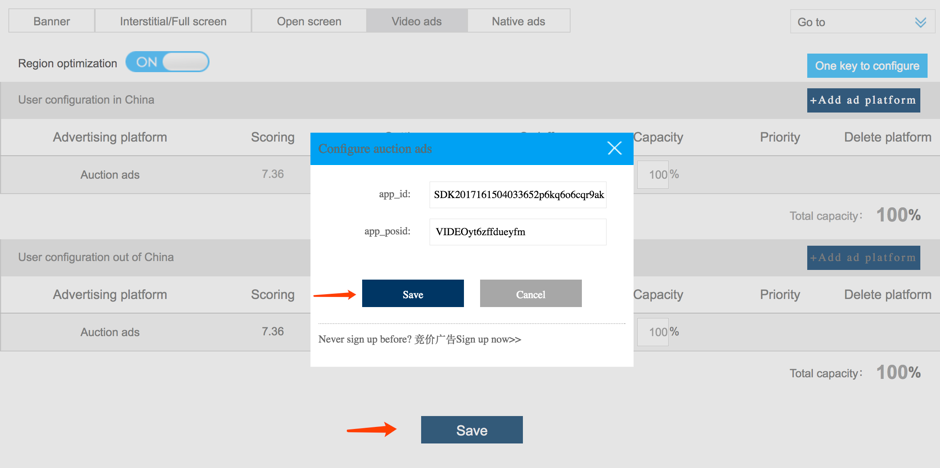 Banner Interstitial/Full screen Open screen Video ads Native ads Go to
Region optimization ON One key to configure
User configuration in China +Add ad platform
Advertising platform Scoring Capacity Priority Delete platform
Configure auction ads
Auction ads 7.36 100 %
app_id: SDK2017161504033652p6kq6o6cqr9ak
Total capacity: 100%
app_posid: VIDEOyt6zffdueyfm
User configuration out of China +Add ad platform
Advertising platform Scoring Capacity Priority Delete platform
Save Cancel
Auction ads 7.36 100 %
Never sign up before? 竞价广告Sign up now>>
Total capacity: 100%
Save